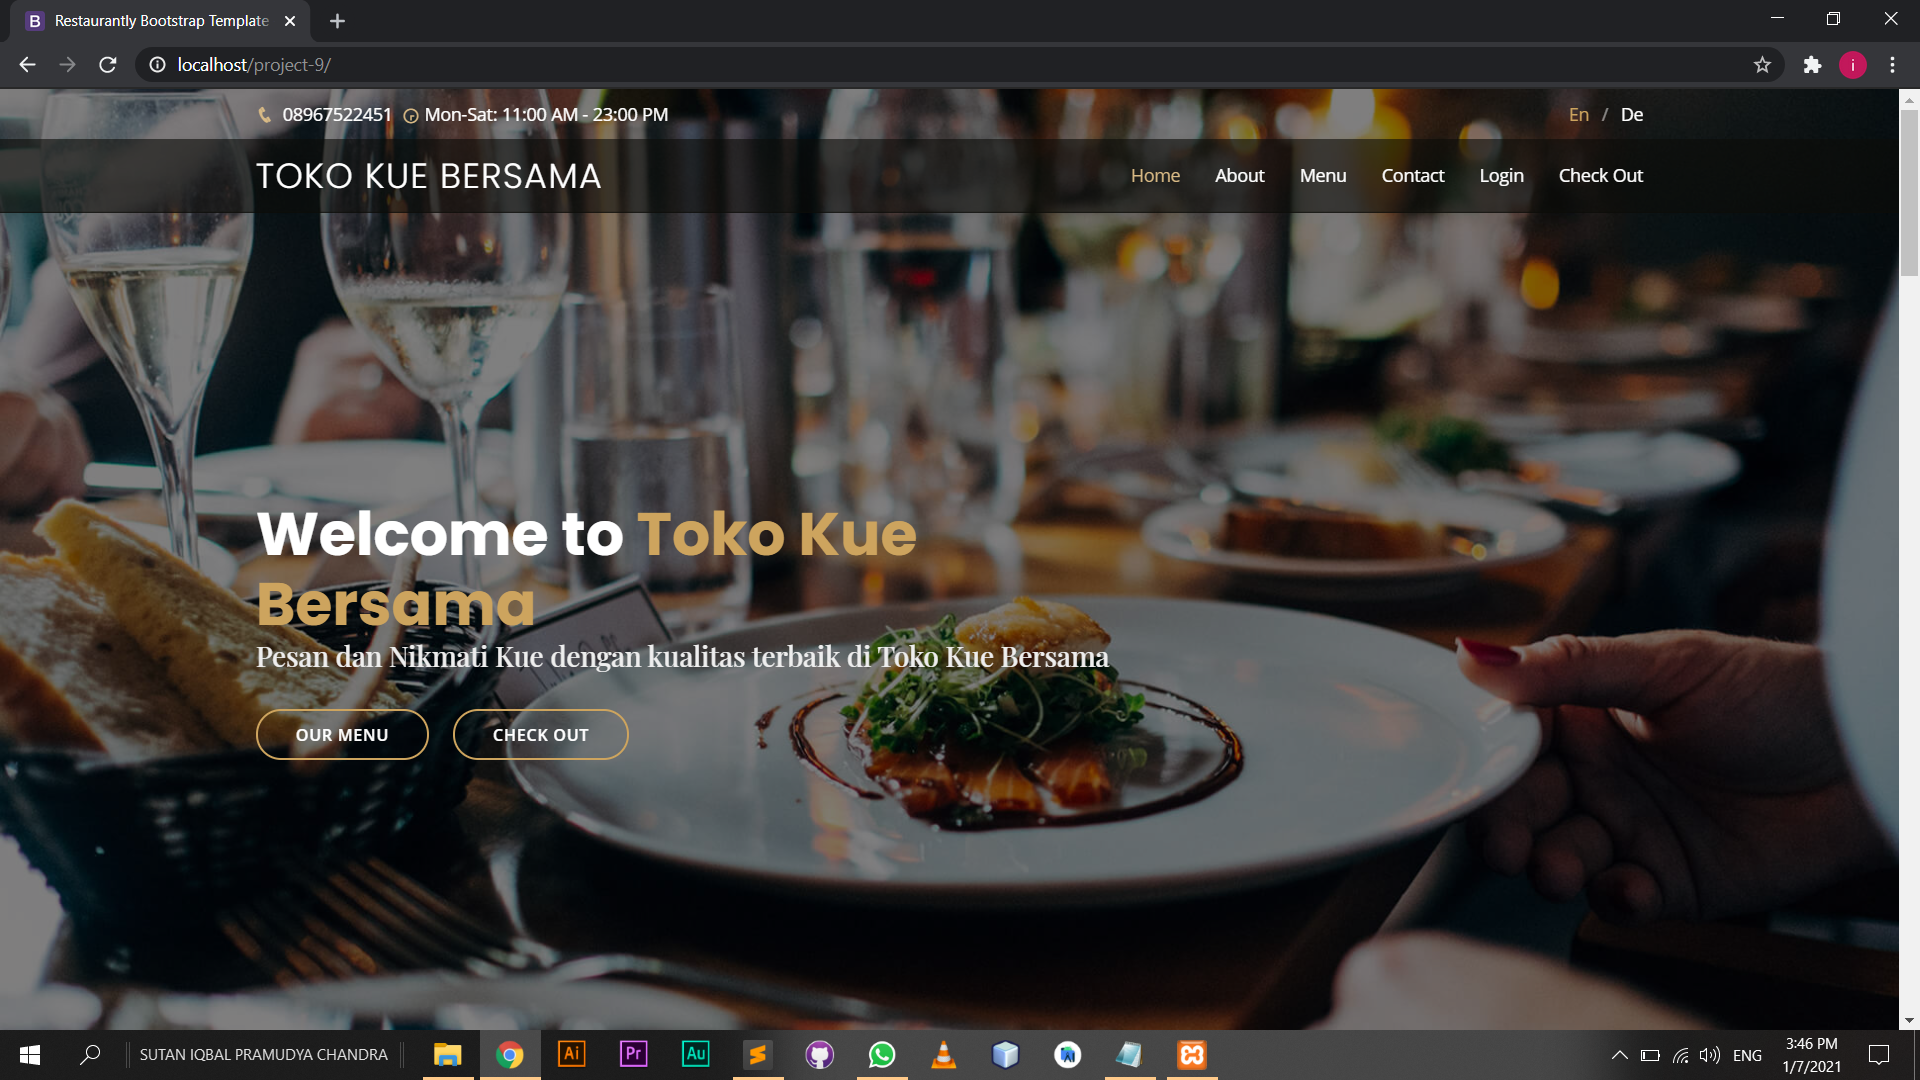 Restaurantly Bootstrap Template
localhost/project-9/
i
08967522451 Mon-Sat: 11:00 AM - 23:00 PM
En / De
TOKO KUE BERSAMA
Home About Menu Contact Login Check Out
Welcome to Toko Kue
Bersama
Pesan dan Nikmati Kue dengan kualitas terbaik di Toko Kue Bersama
OUR MENU CHECK OUT
SUTAN IQBAL PRAMUDYA CHANDRA
Ai Pr Au
ENG
3:46 PM
1/7/2021